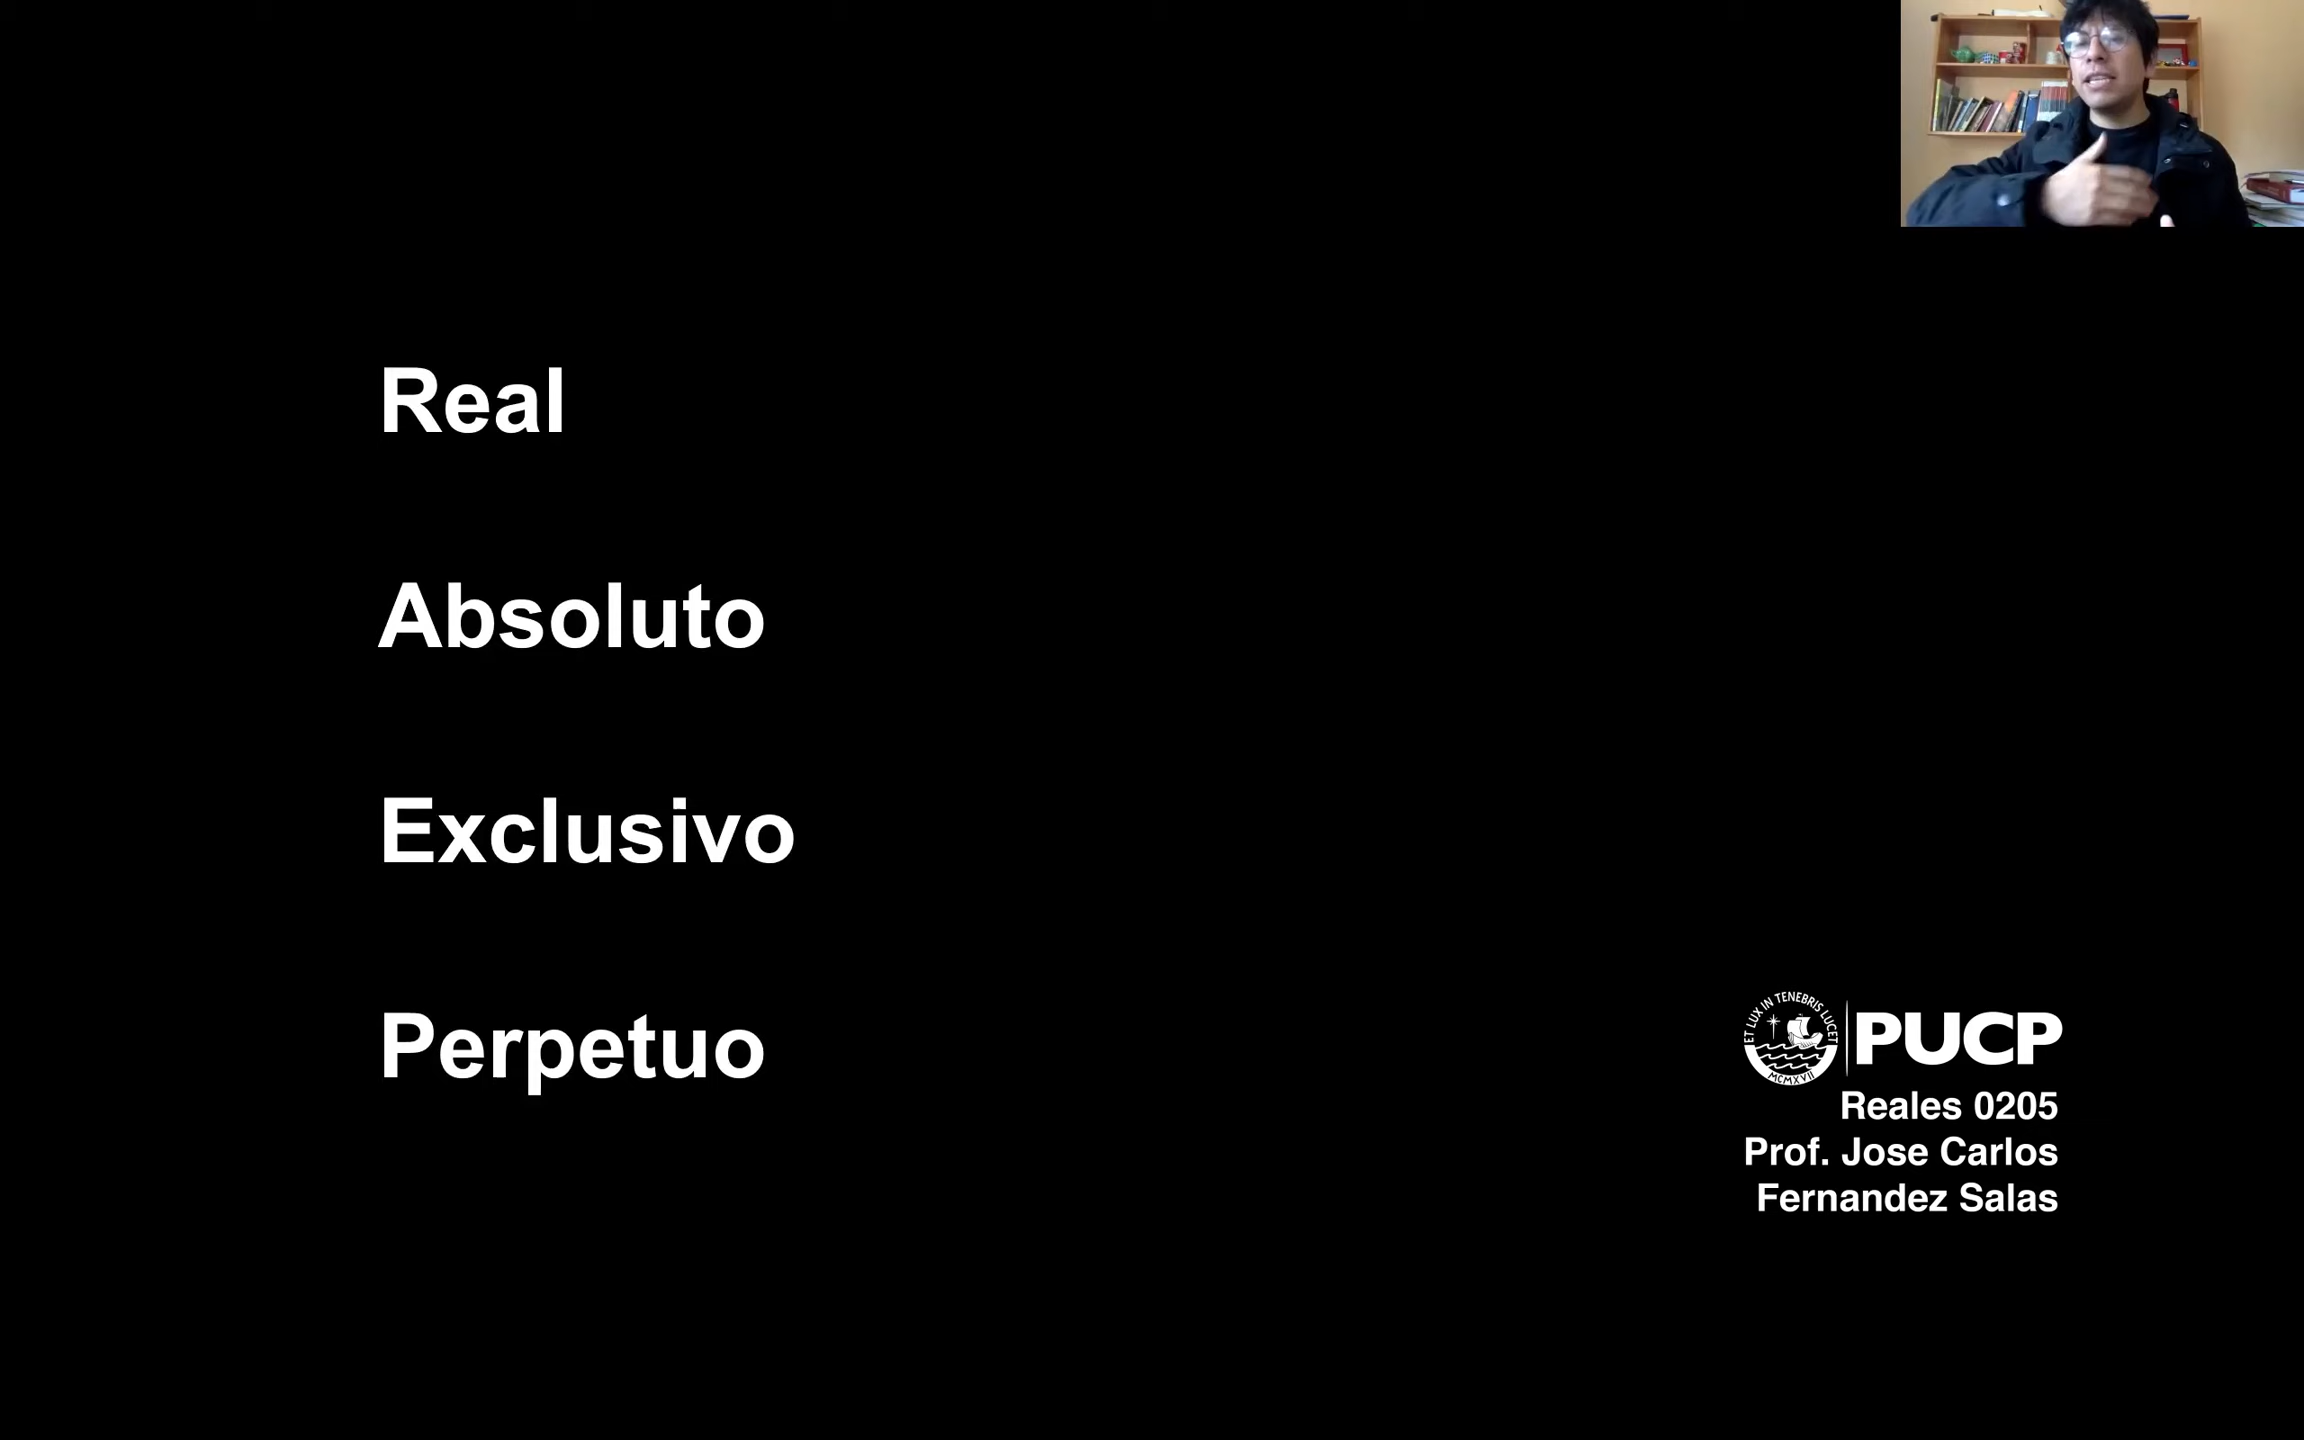 Real
Absoluto
Exclusivo
Perpetuo
ET LUX IN TENEBRIS LUCET
MCMXVII
PUCP
Reales 0205
Prof. Jose Carlos
Fernandez Salas